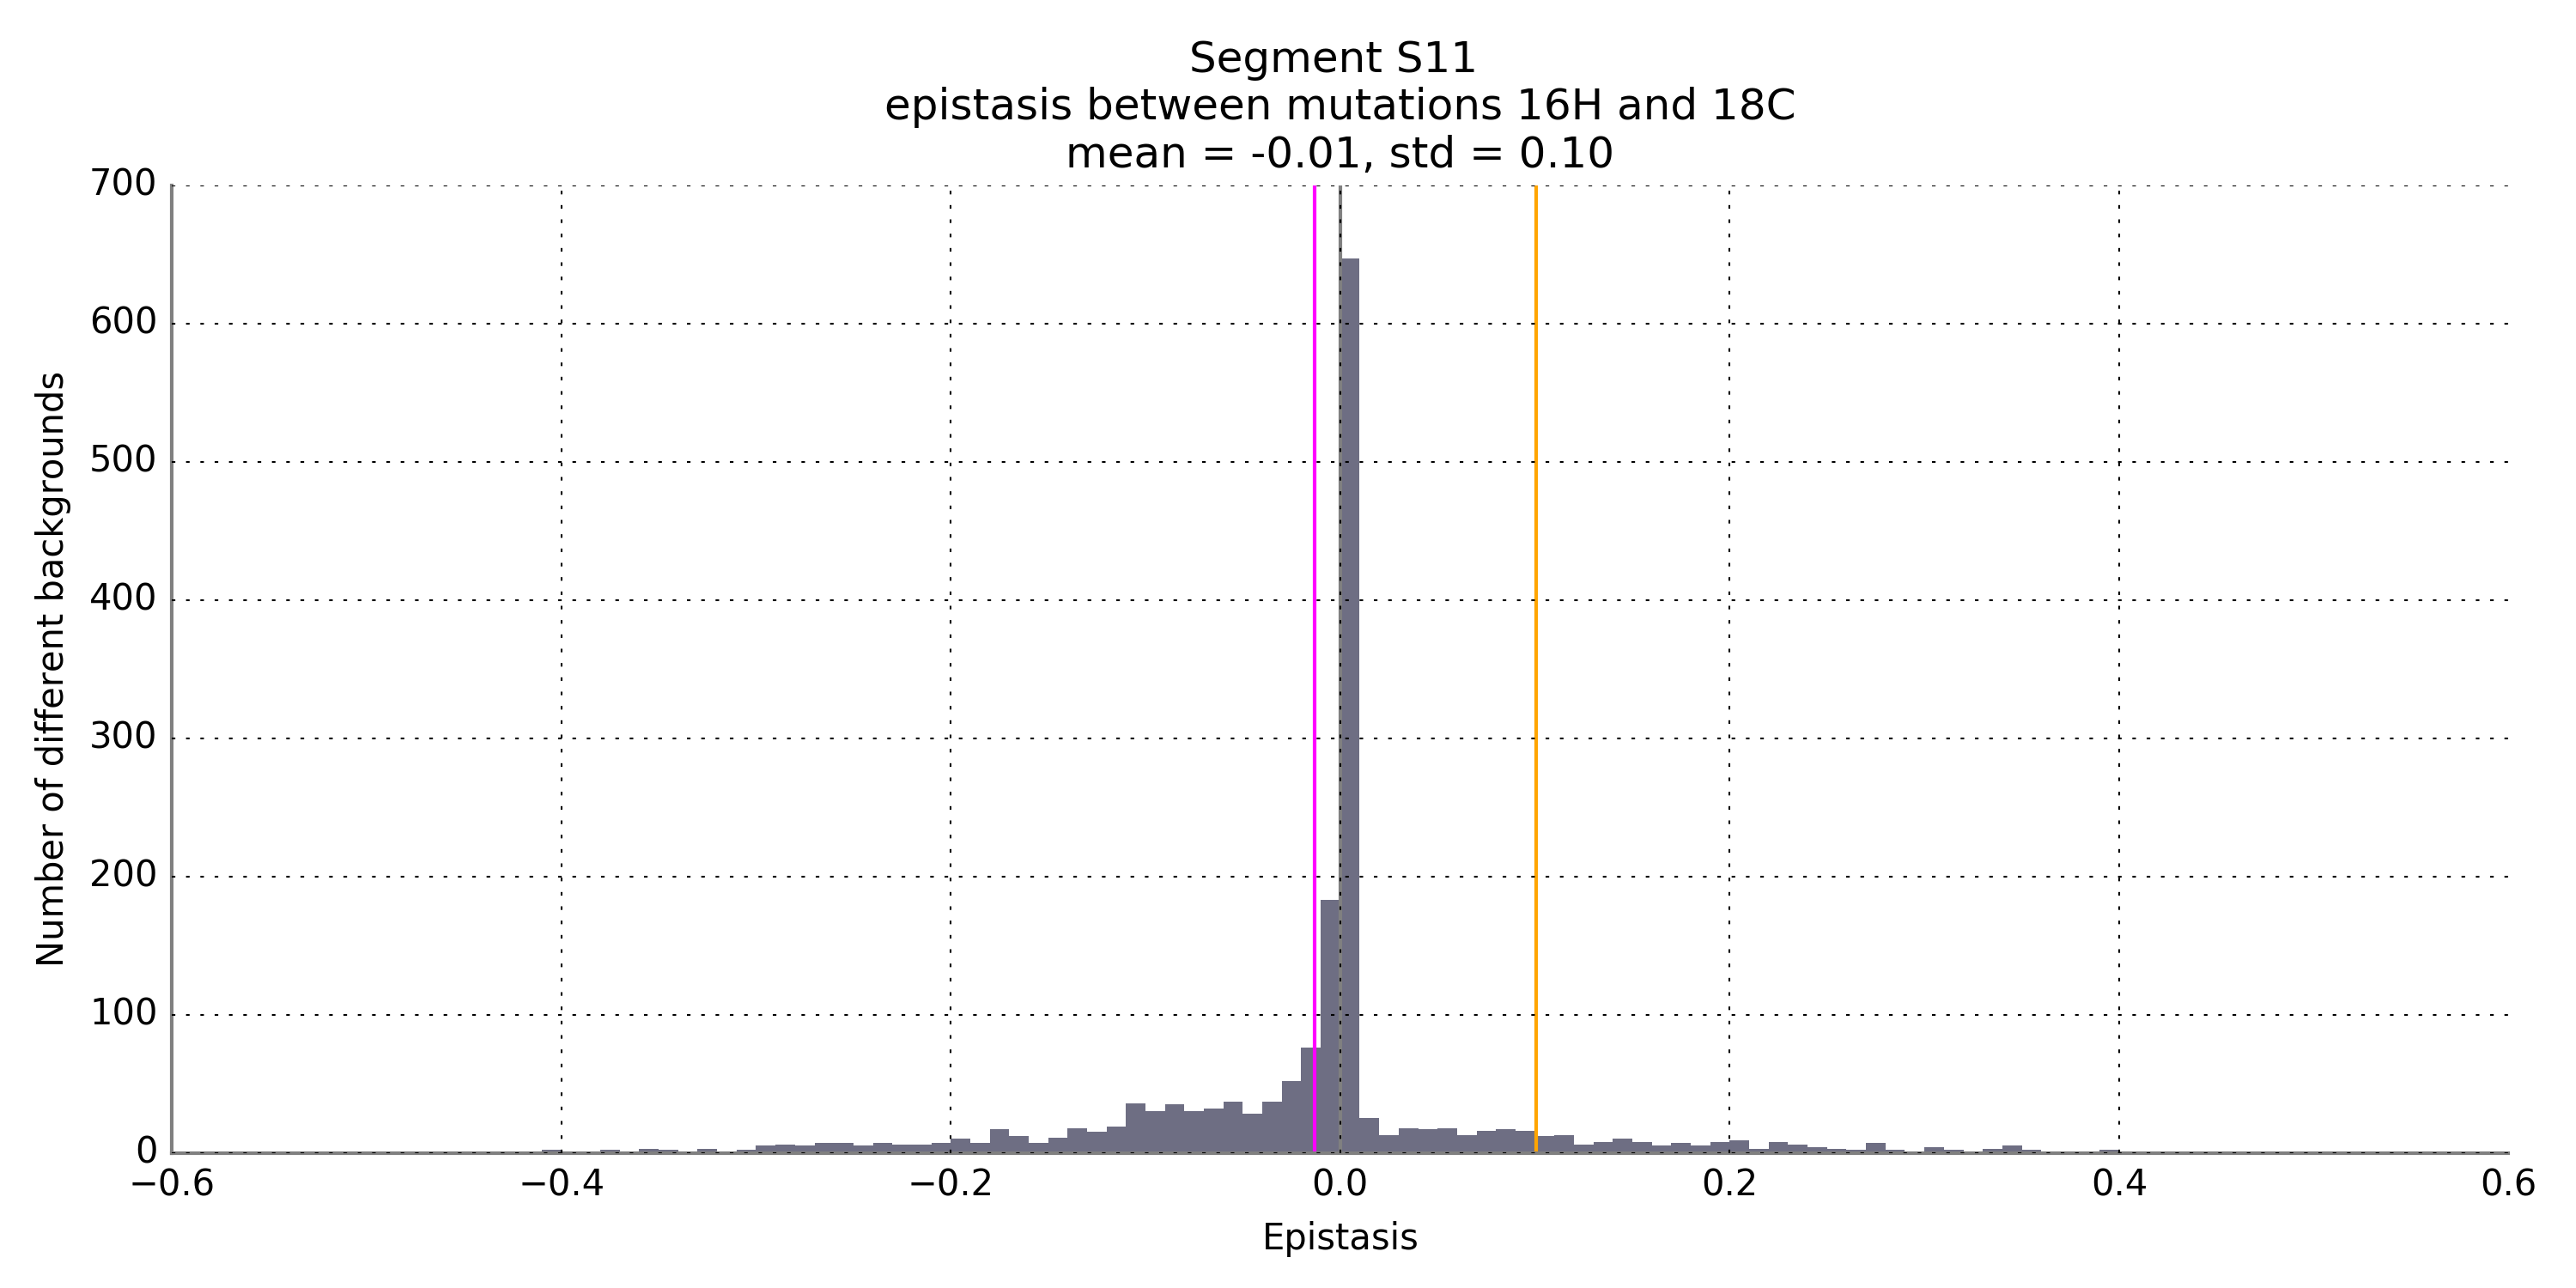 Segment S11
epistasis between mutations 16H and 18C
mean = -0.01, std = 0.10
700
600
500
400
300
200
100
0
Number of different backgrounds
−0.6 −0.4 −0.2 0.0 0.2 0.4 0.6
Epistasis